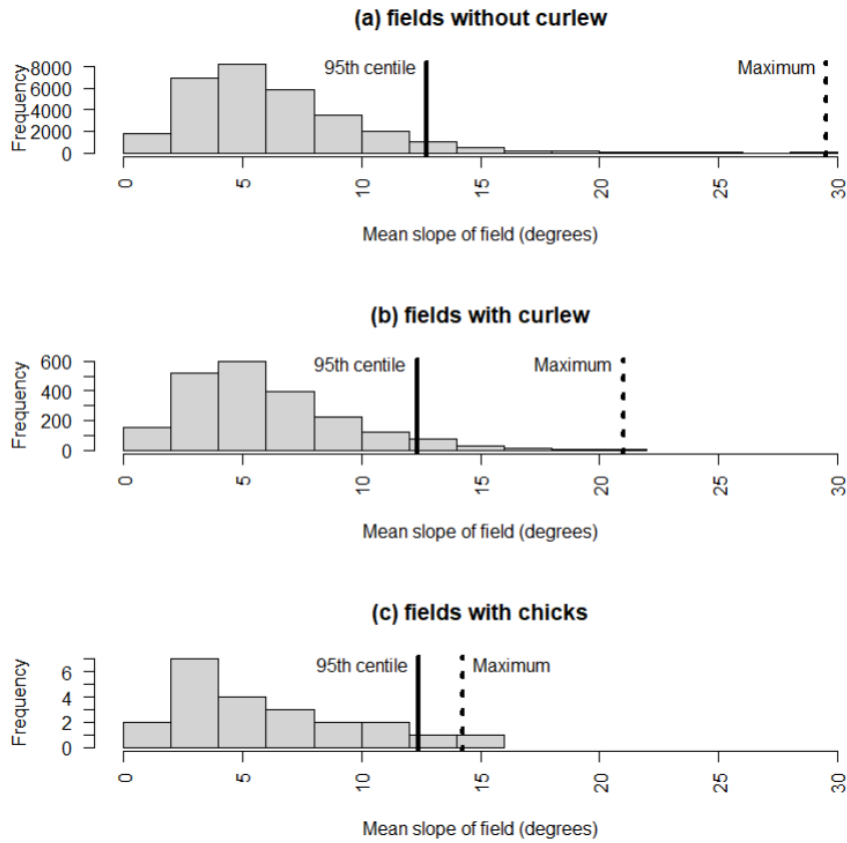 (a) fields without curlew
95th centile
Maximum
Frequency
8000
6000
4000
2000
0
0 5 10 15 20 25 30
Mean slope of field (degrees)
(b) fields with curlew
95th centile
Maximum
Frequency
600
400
200
0
0 5 10 15 20 25 30
Mean slope of field (degrees)
(c) fields with chicks
95th centile
Maximum
Frequency
6
4
2
0
0 5 10 15 20 25 30
Mean slope of field (degrees)